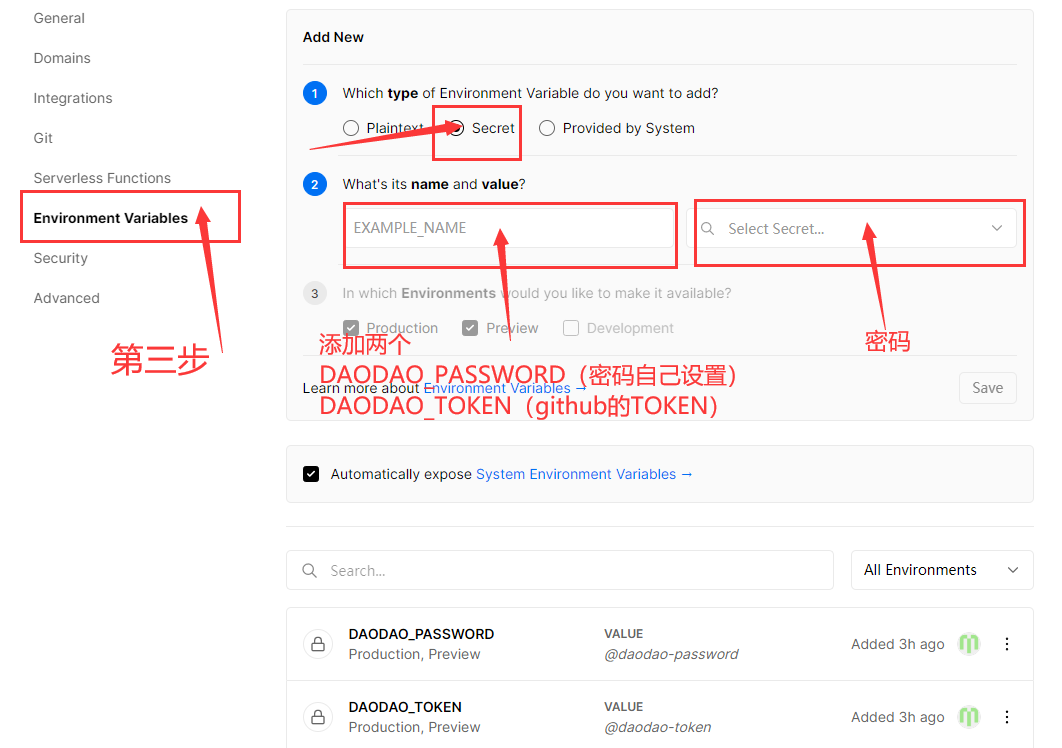 General
Domains
Integrations
Git
Serverless Functions
Environment Variables
Security
Advanced
第三步
Add New
1 Which type of Environment Variable do you want to add?
Plaintext Secret Provided by System
2 What's its name and value?
EXAMPLE_NAME Select Secret...
3 In which Environments would you like to make it available?
Production Preview Development
添加两个
密码
DAODAO_PASSWORD（密码自己设置）
Learn more about Environment Variables → Save
DAODAO_TOKEN（github的TOKEN）
Automatically expose System Environment Variables →
Search... All Environments
DAODAO_PASSWORD VALUE
Production, Preview @daodao-password Added 3h ago
DAODAO_TOKEN VALUE
Production, Preview @daodao-token Added 3h ago